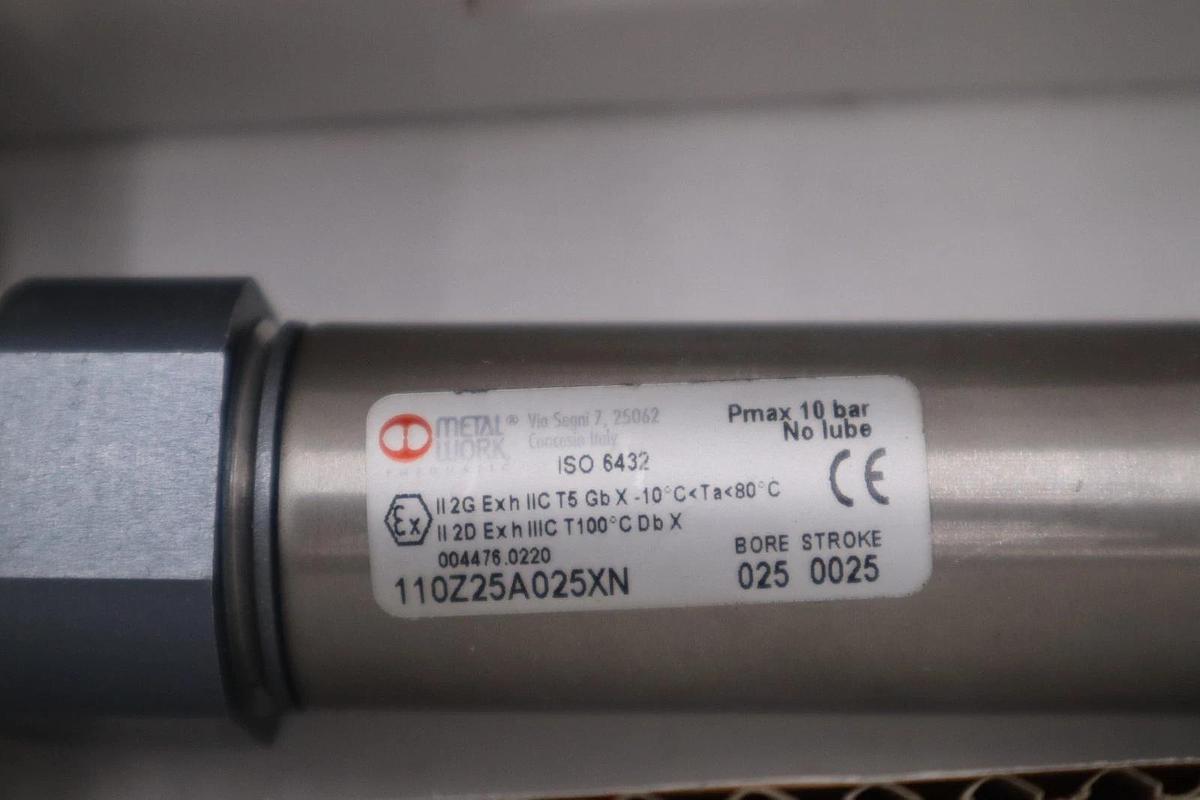 METAL WORK®
PNEUMATIC
Via Segni 7, 25062
Concesio Italy
ISO 6432
Pmax 10 bar
No lube
CE
Ex
II 2G Ex h IIC T5 Gb X -10°C<Ta<80°C
II 2D Ex h IIIC T100°C Db X
004476.0220
110Z25A025XN
BORE STROKE
025 0025